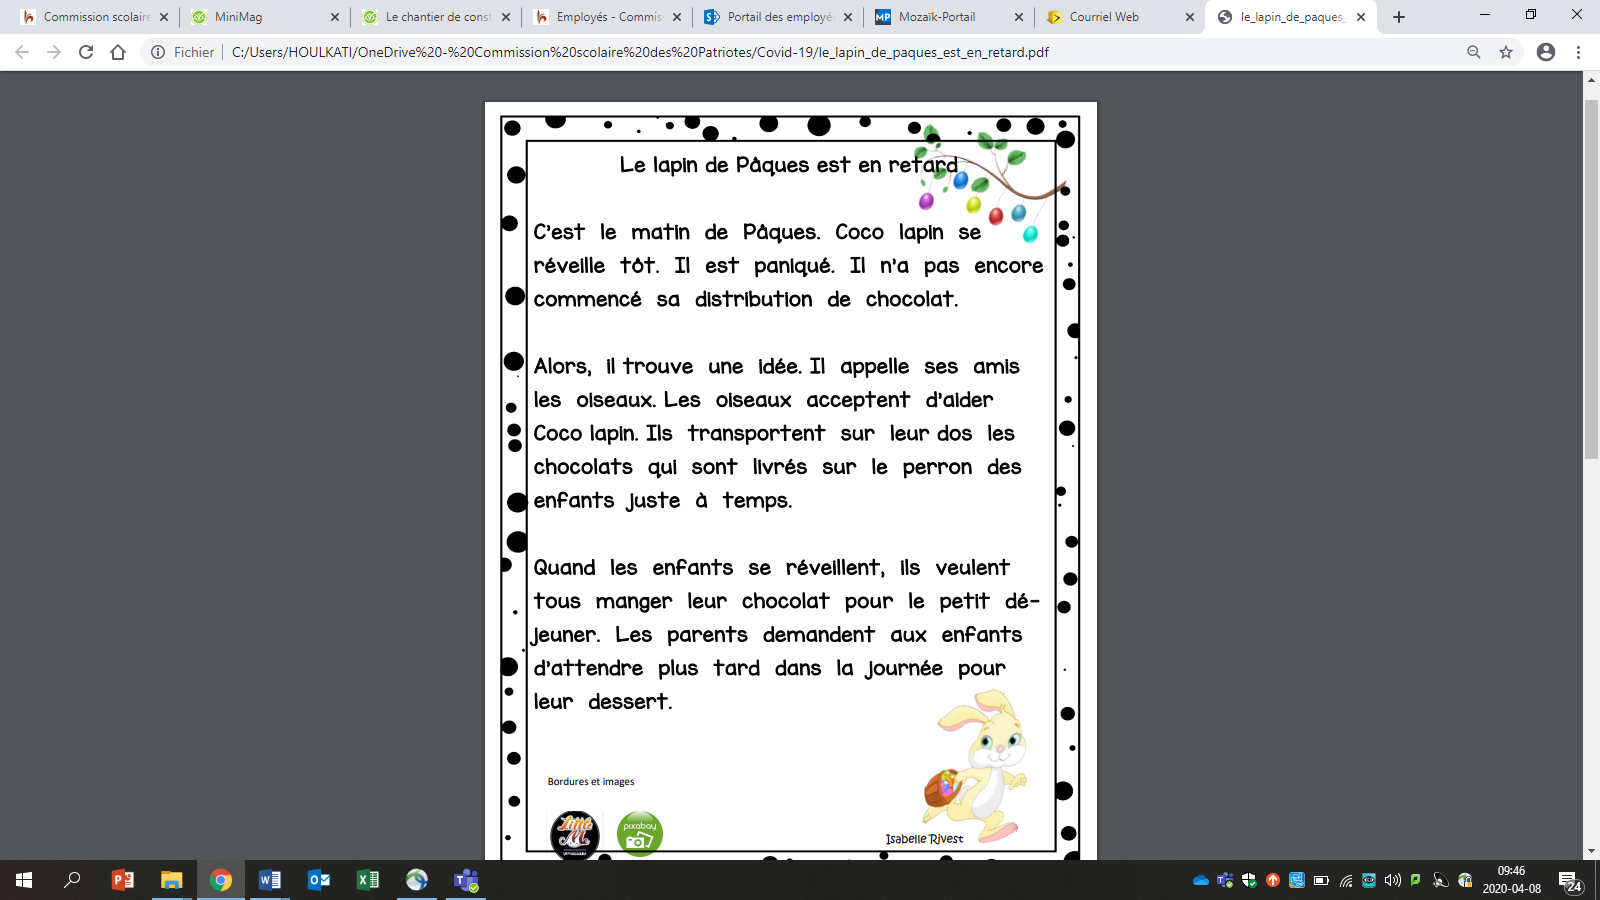 Commission scolaire
MiniMag
Le chantier de const
Employés - Commis
Portail des employé
Mozaïk-Portail
Courriel Web
le_lapin_de_paques_
Fichier
C:/Users/HOULKATI/OneDrive%20-%20Commission%20scolaire%20des%20Patriotes/Covid-19/le_lapin_de_paques_est_en_retard.pdf
Le lapin de Pâques est en retard
C'est le matin de Pâques. Coco lapin se
réveille tôt. Il est paniqué. Il n'a pas encore
commencé sa distribution de chocolat.
Alors, il trouve une idée. Il appelle ses amis
les oiseaux. Les oiseaux acceptent d'aider
Coco lapin. Ils transportent sur leur dos les
chocolats qui sont livrés sur le perron des
enfants juste à temps.
Quand les enfants se réveillent, ils veulent
tous manger leur chocolat pour le petit dé-
jeuner. Les parents demandent aux enfants
d'attendre plus tard dans la journée pour
leur dessert.
Bordures et images
Little
M
pixabay
Isabelle Rivest
09:46
2020-04-08
24